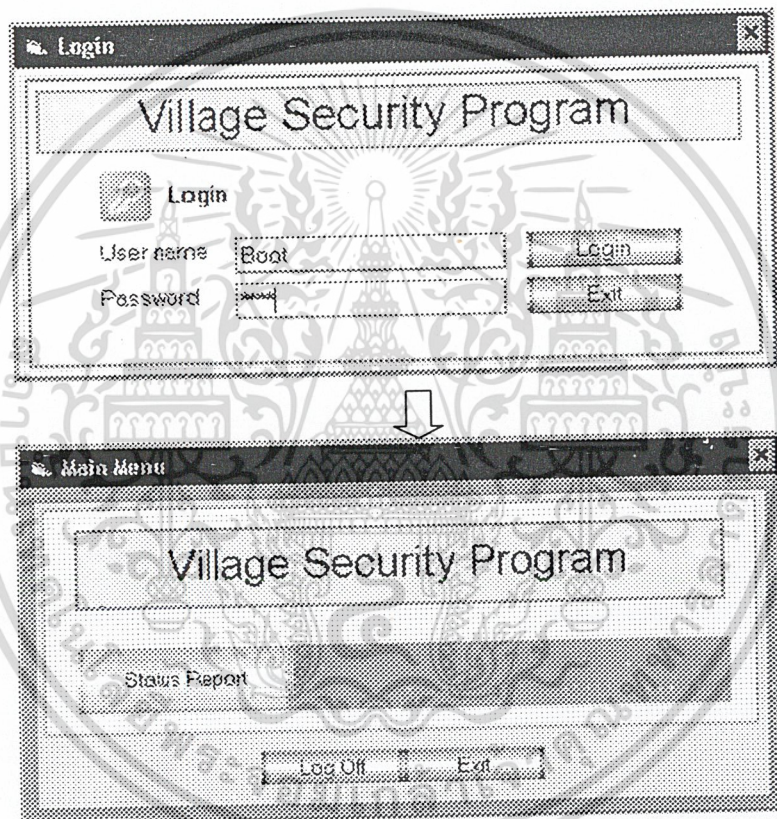 Login
Village Security Program
Login
User name Boot Login
Password ****| Exit
Main Menu
Village Security Program
Status Report
Log Off Exit